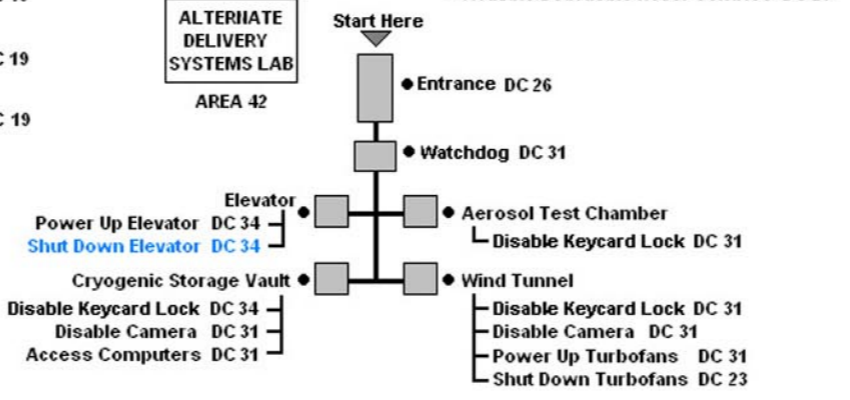 ALTERNATE
DELIVERY
SYSTEMS LAB
AREA 42
C 19
C 19
Start Here
Entrance DC 26
Watchdog DC 31
Elevator
Power Up Elevator DC 34
Shut Down Elevator DC 34
Aerosol Test Chamber
Disable Keycard Lock DC 31
Cryogenic Storage Vault
Disable Keycard Lock DC 34
Disable Camera DC 31
Access Computers DC 31
Wind Tunnel
Disable Keycard Lock DC 31
Disable Camera DC 31
Power Up Turbofans DC 31
Shut Down Turbofans DC 23